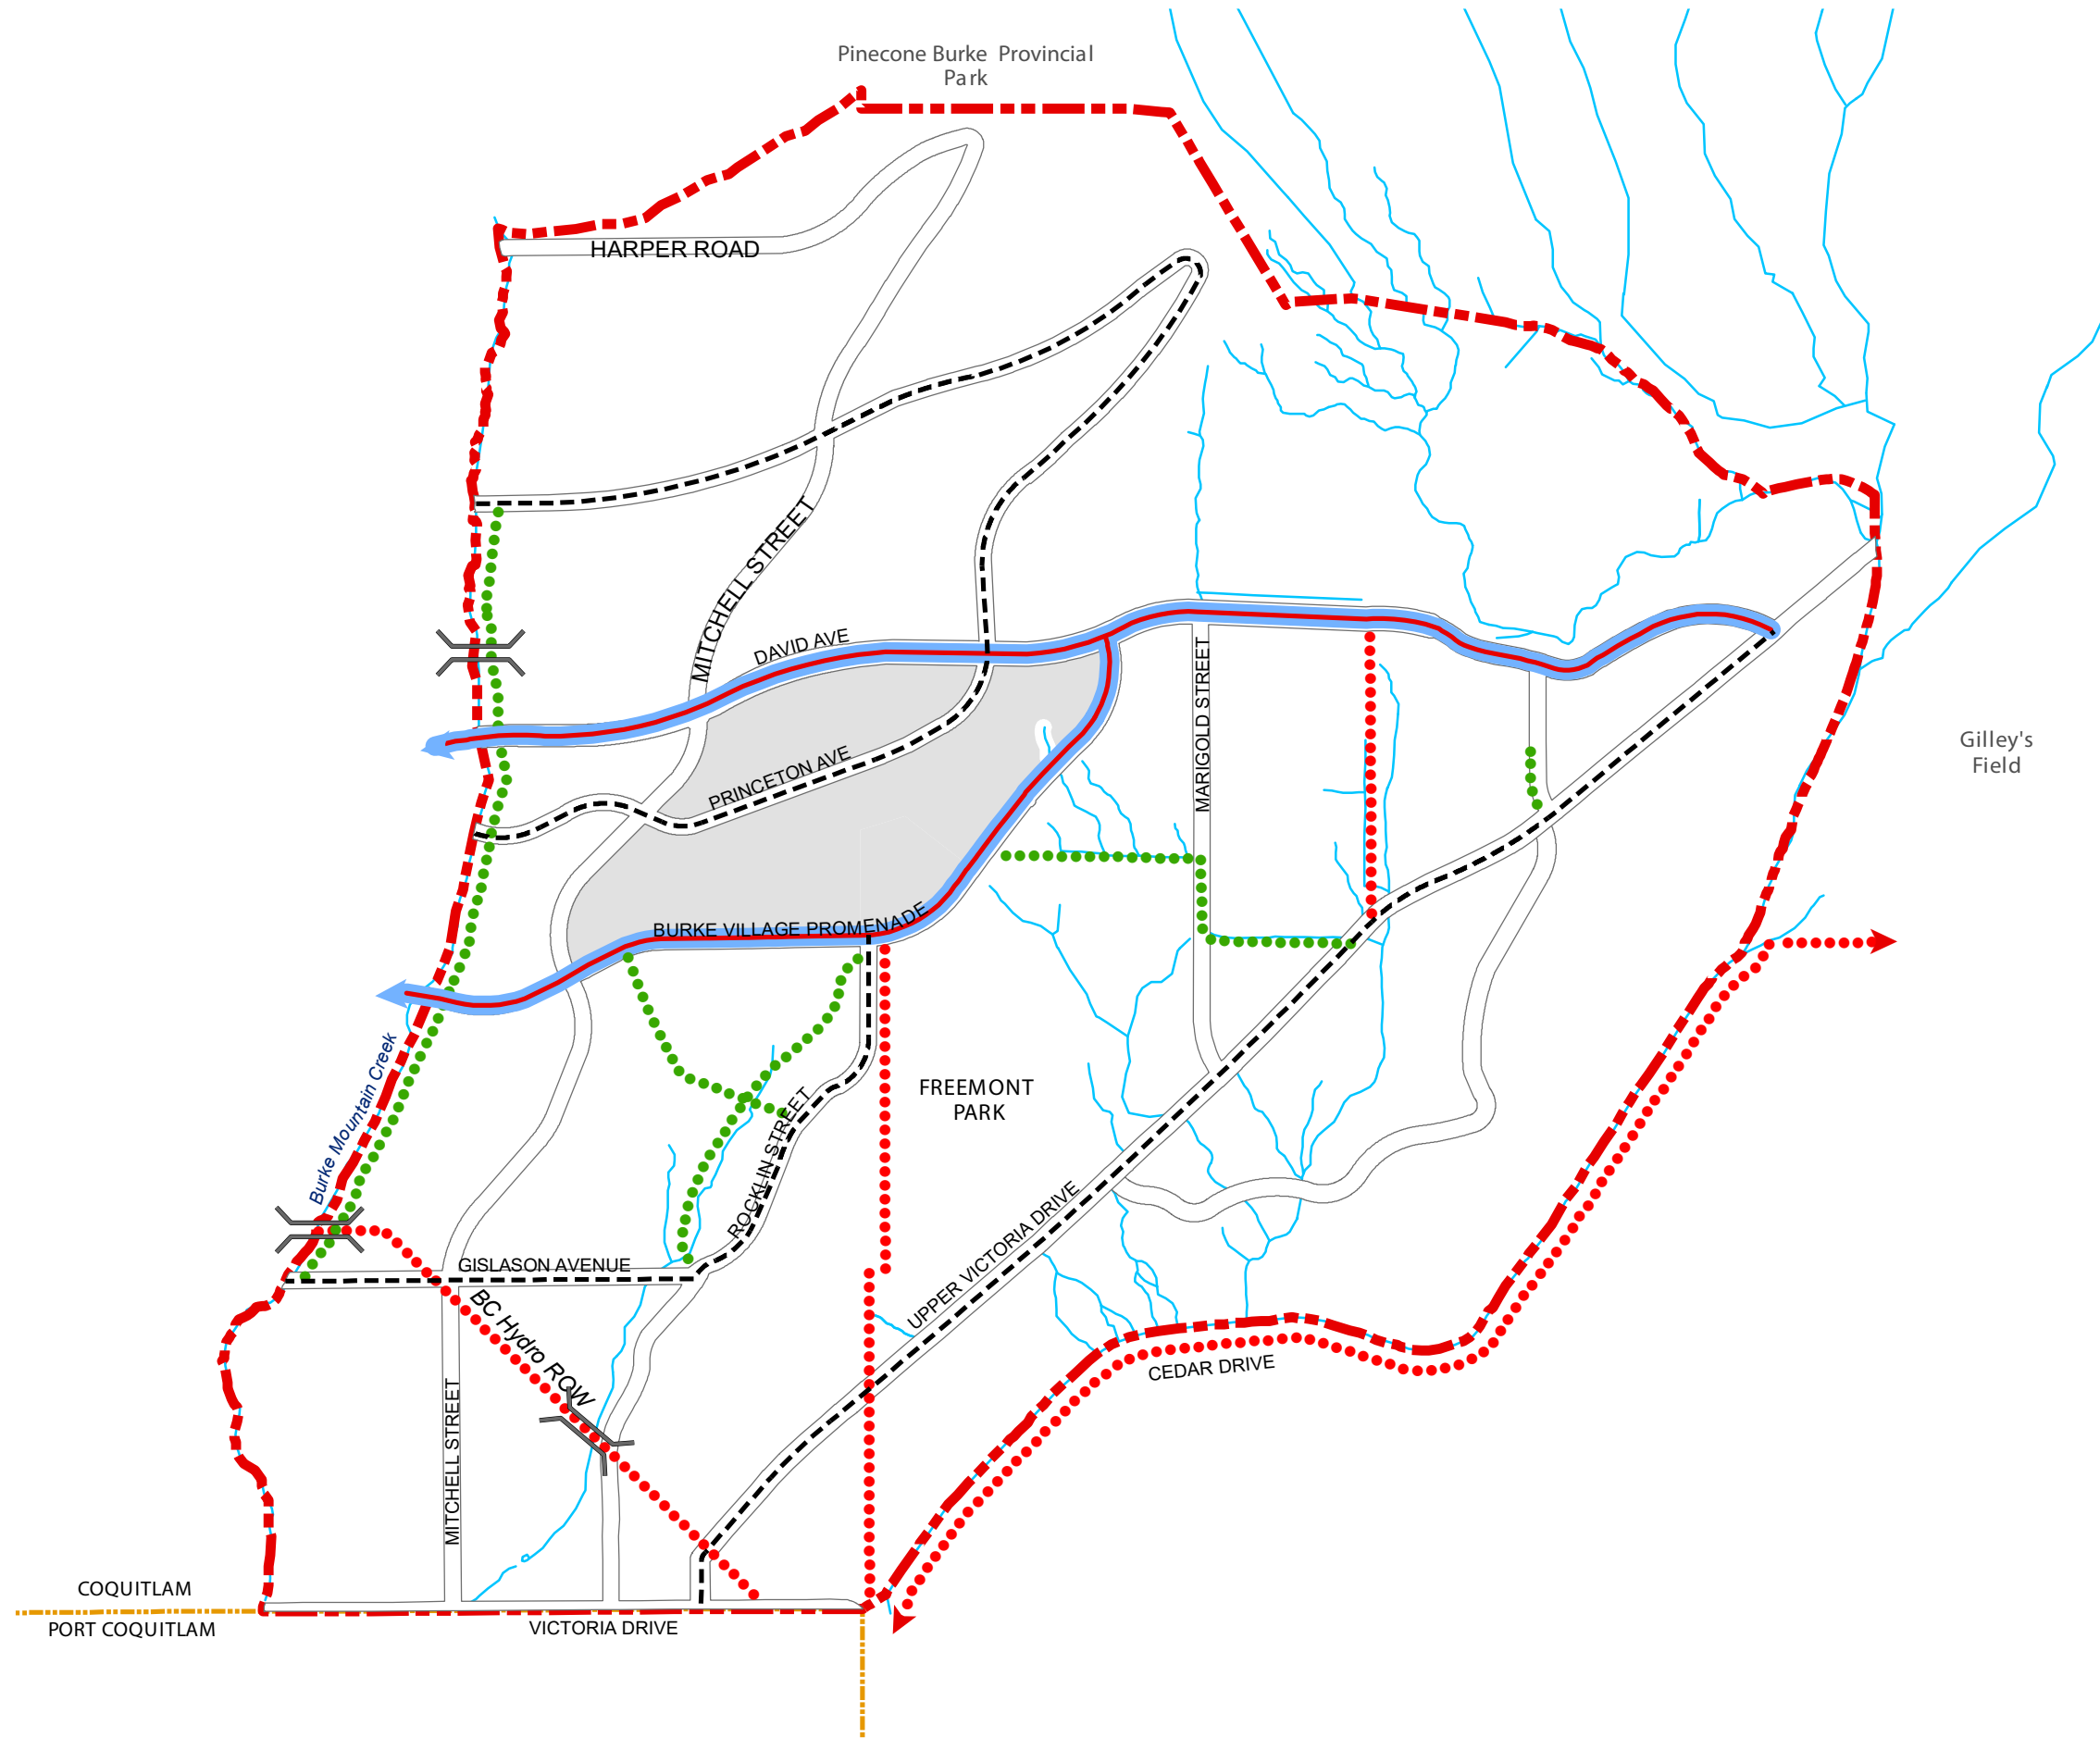 Pinecone Burke Provincial
Park
HARPER ROAD
MITCHELL STREET
DAVID AVE
MARIGOLD STREET
PRINCETON AVE
Gilley's
Field
BURKE VILLAGE PROMENADE
Burke Mountain Creek
FREEMONT
PARK
ROCKLIN STREET
GISLASON AVENUE
UPPER VICTORIA DRIVE
BC Hydro ROW
CEDAR DRIVE
MITCHELL STREET
COQUITLAM
PORT COQUITLAM
VICTORIA DRIVE